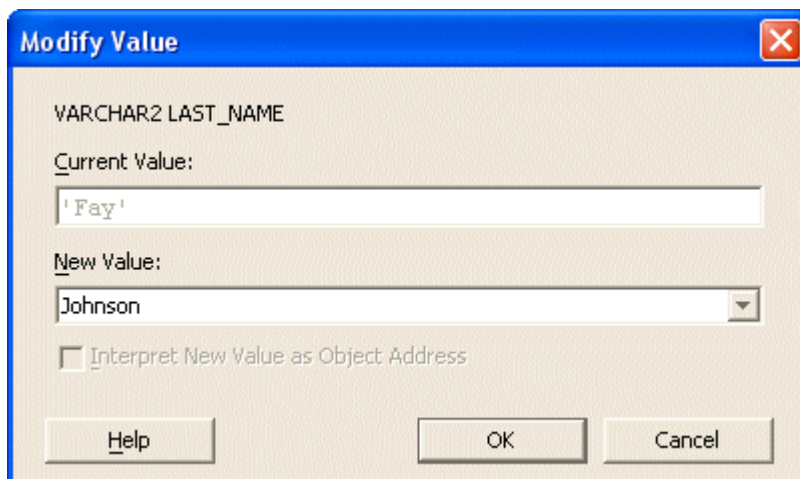 Modify Value
VARCHAR2 LAST_NAME
Current Value:
'Fay'
New Value:
Johnson
Interpret New Value as Object Address
Help OK Cancel